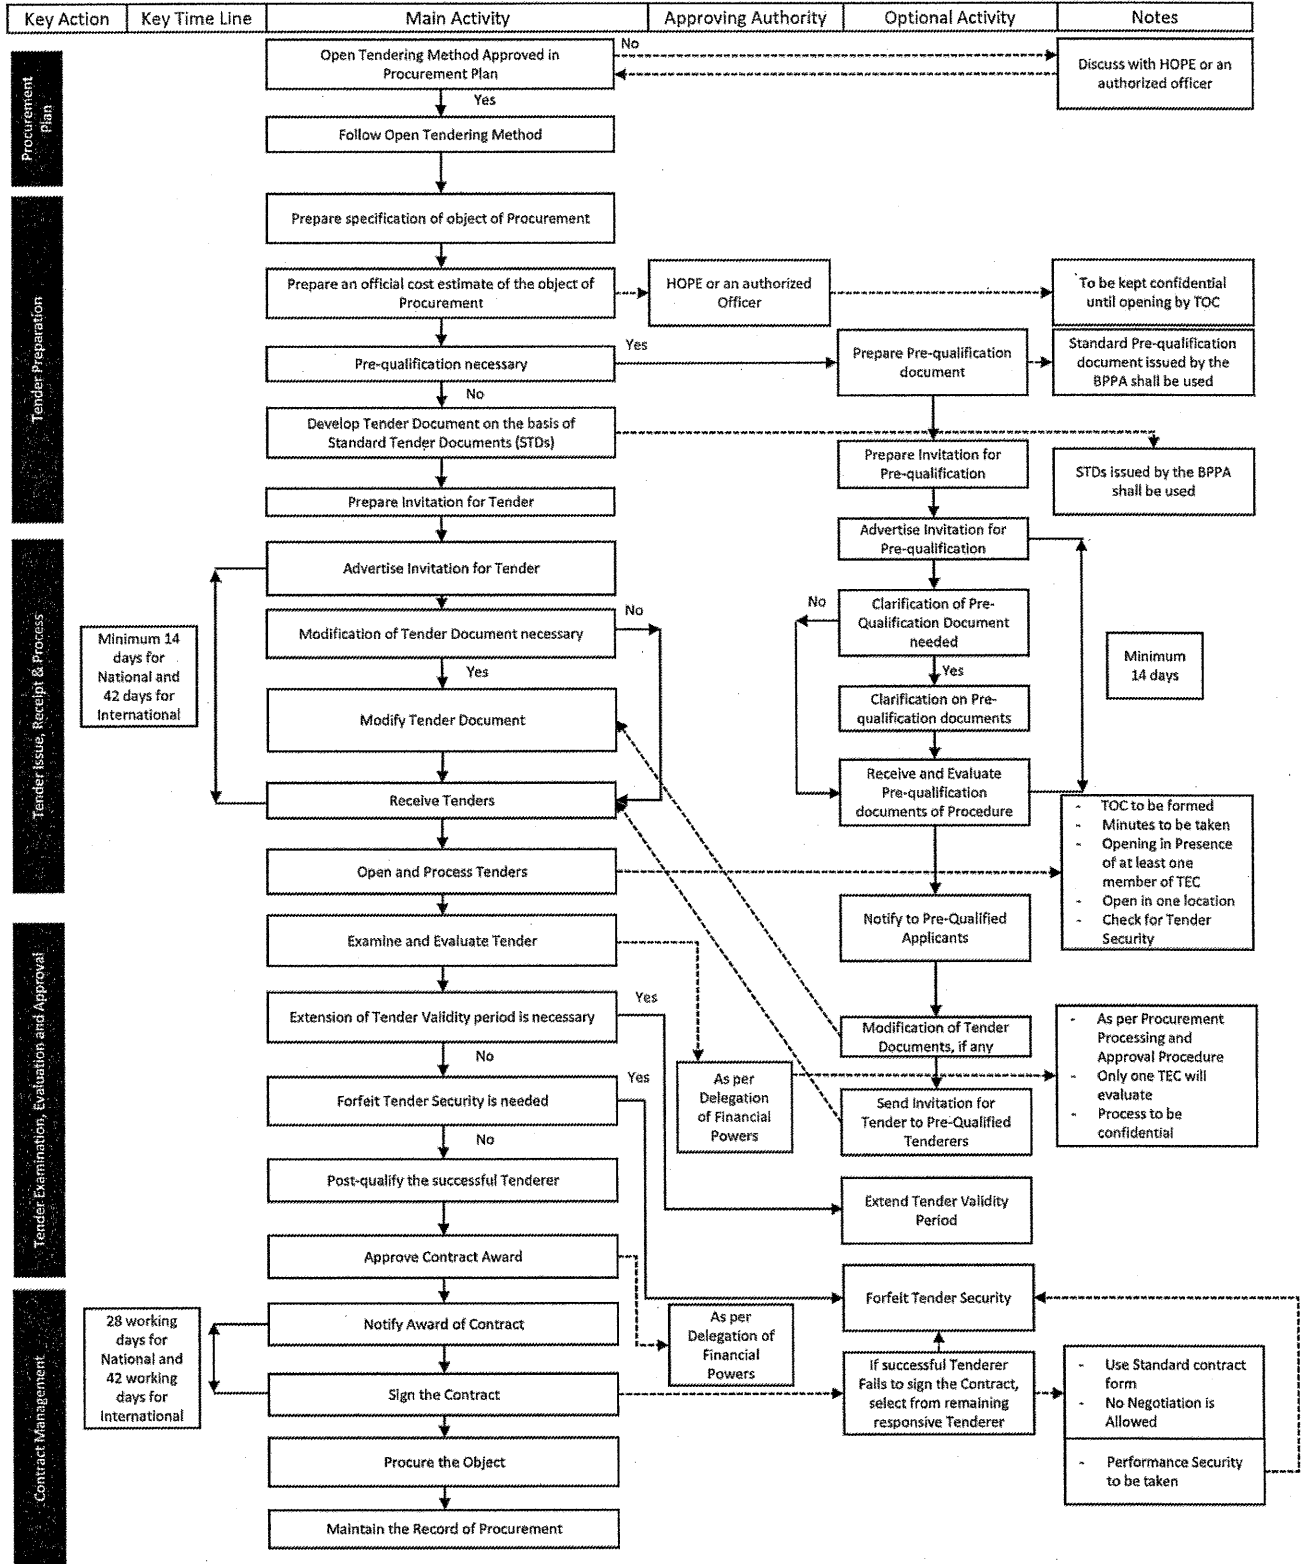 Key Action
Key Time Line
Main Activity
Approving Authority
Optional Activity
Notes
Procurement
Plan
Open Tendering Method Approved in
Procurement Plan
No
Discuss with HOPE or an
authorized officer
Yes
Follow Open Tendering Method
Tender Preparation
Prepare specification of object of Procurement
Prepare an official cost estimate of the object of
Procurement
HOPE or an authorized
Officer
To be kept confidential
until opening by TOC
Pre-qualification necessary
Yes
Prepare Pre-qualification
document
Standard Pre-qualification
document issued by the
BPPA shall be used
No
Develop Tender Document on the basis of
Standard Tender Documents (STDs)
Prepare Invitation for
Pre-qualification
STDs issued by the BPPA
shall be used
Prepare Invitation for Tender
Advertise Invitation for
Pre-qualification
Tender Issue, Receipt & Process
Advertise Invitation for Tender
Minimum 14
days for
National and
42 days for
International
Modification of Tender Document necessary
No
Yes
No
Clarification of Pre-
Qualification Document
needed
Yes
Minimum
14 days
Modify Tender Document
Clarification on Pre-
qualification documents
Receive Tenders
Receive and Evaluate
Pre-qualification
documents of Procedure
Open and Process Tenders
- TOC to be formed
- Minutes to be taken
- Opening in Presence
of at least one
member of TEC
- Open in one location
- Check for Tender
Security
Notify to Pre-Qualified
Applicants
Tender Examination, Evaluation and Approval
Examine and Evaluate Tender
Extension of Tender Validity period is necessary
Yes
No
Modification of Tender
Documents, if any
- As per Procurement
Processing and
Approval Procedure
- Only one TEC will
evaluate
- Process to be
confidential
As per
Delegation
of Financial
Powers
Forfeit Tender Security is needed
Yes
No
Send Invitation for
Tender to Pre-Qualified
Tenderers
Post-qualify the successful Tenderer
Extend Tender Validity
Period
Approve Contract Award
Forfeit Tender Security
Contract Management
28 working
days for
National and
42 working
days for
International
Notify Award of Contract
As per
Delegation of
Financial
Powers
Sign the Contract
If successful Tenderer
Fails to sign the Contract,
select from remaining
responsive Tenderer
- Use Standard contract
form
- No Negotiation is
Allowed
- Performance Security
to be taken
Procure the Object
Maintain the Record of Procurement